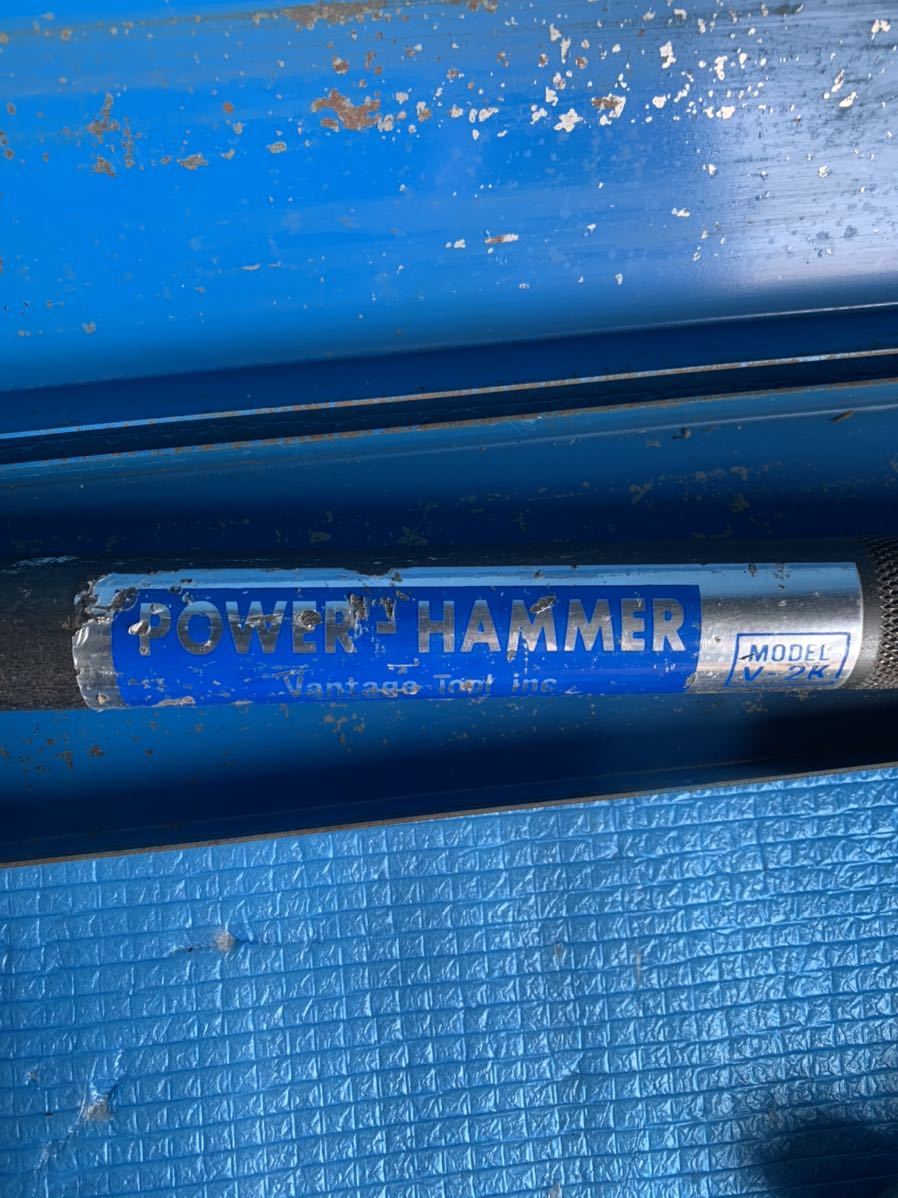 POWER-HAMMER
Vantage Tool inc
MODEL
V-2K